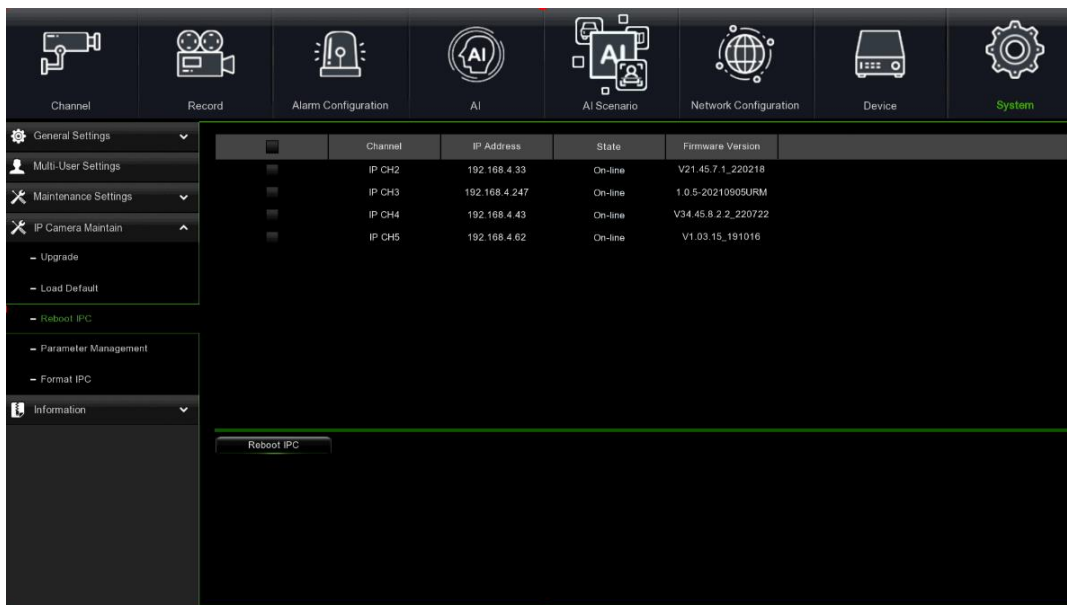 Channel Record Alarm Configuration AI AI Scenario Network Configuration Device System
General Settings
Multi-User Settings
Maintenance Settings
IP Camera Maintain
Upgrade
Load Default
Reboot IPC
Parameter Management
Format IPC
Information
Channel IP Address State Firmware Version
IP CH2 192.168.4.33 On-line V21.45.7.1_220218
IP CH3 192.168.4.247 On-line 1.0.5-20210905URM
IP CH4 192.168.4.43 On-line V34.45.8.2.2_220722
IP CH5 192.168.4.62 On-line V1.03.15_191016
Reboot IPC